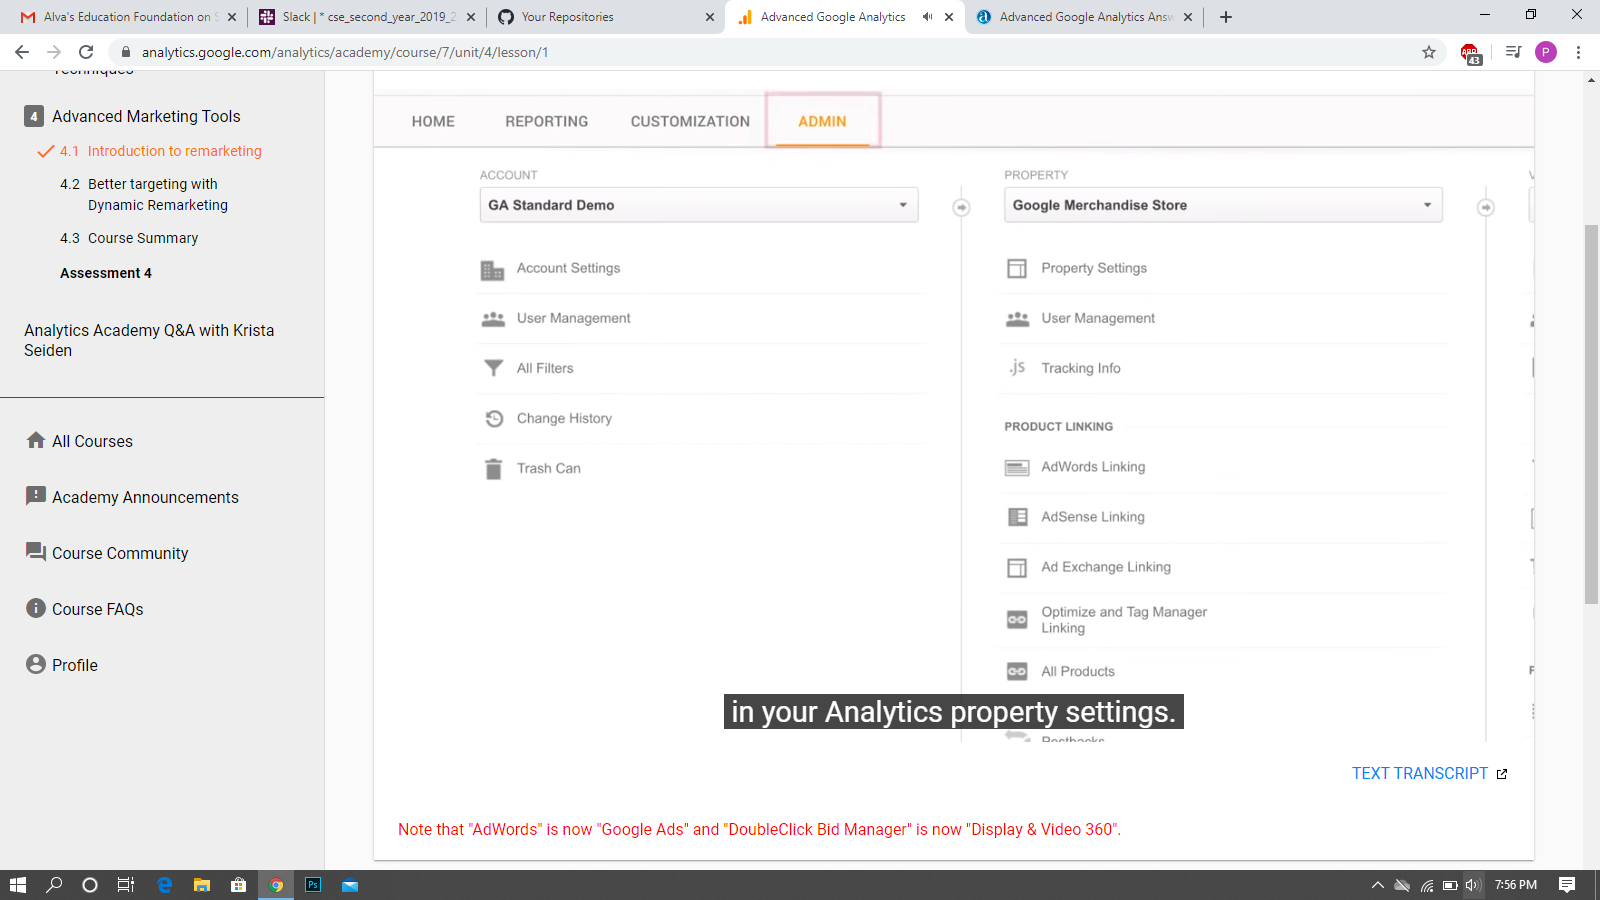 Alva's Education Foundation on S
Slack | * cse_second_year_2019_2
Your Repositories
Advanced Google Analytics
Advanced Google Analytics Answ
analytics.google.com/analytics/academy/course/7/unit/4/lesson/1
43
P
Techniques
4 Advanced Marketing Tools
4.1 Introduction to remarketing
4.2 Better targeting with
Dynamic Remarketing
4.3 Course Summary
Assessment 4
Analytics Academy Q&A with Krista
Seiden
All Courses
Academy Announcements
Course Community
Course FAQs
Profile
HOME REPORTING CUSTOMIZATION ADMIN
ACCOUNT
GA Standard Demo
Account Settings
User Management
All Filters
Change History
Trash Can
PROPERTY
Google Merchandise Store
Property Settings
User Management
.js Tracking Info
PRODUCT LINKING
AdWords Linking
AdSense Linking
Ad Exchange Linking
Optimize and Tag Manager
Linking
All Products
Postbacks
in your Analytics property settings.
TEXT TRANSCRIPT
Note that "AdWords" is now "Google Ads" and "DoubleClick Bid Manager" is now "Display & Video 360".
Ps
7:56 PM